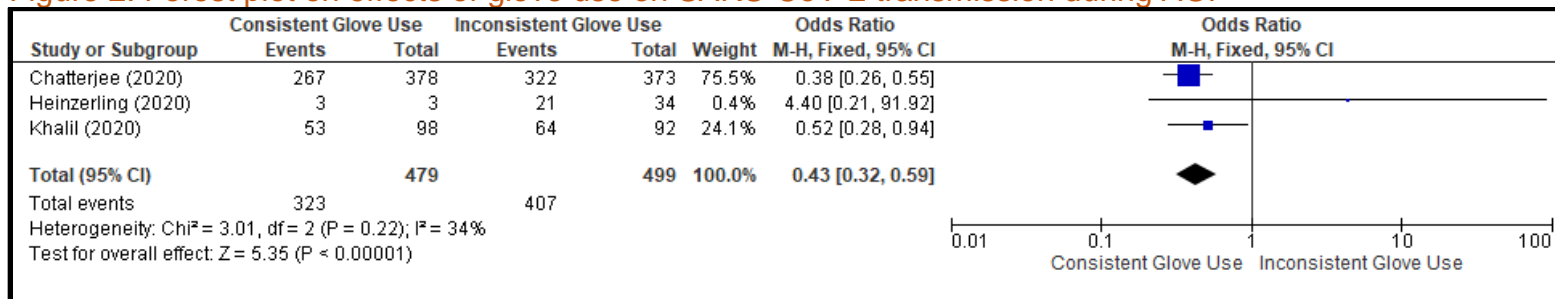 Consistent Glove Use Inconsistent Glove Use Odds Ratio Odds Ratio
Study or Subgroup Events Total Events Total Weight M-H, Fixed, 95% CI M-H, Fixed, 95% CI
Chatterjee (2020) 267 378 322 373 75.5% 0.38 [0.26, 0.55]
Heinzerling (2020) 3 3 21 34 0.4% 4.40 [0.21, 91.92]
Khalil (2020) 53 98 64 92 24.1% 0.52 [0.28, 0.94]
Total (95% CI) 479 499 100.0% 0.43 [0.32, 0.59]
Total events 323 407
Heterogeneity: Chi² = 3.01, df = 2 (P = 0.22); I² = 34%
Test for overall effect: Z = 5.35 (P < 0.00001)
0.01 0.1 1 10 100
Consistent Glove Use Inconsistent Glove Use